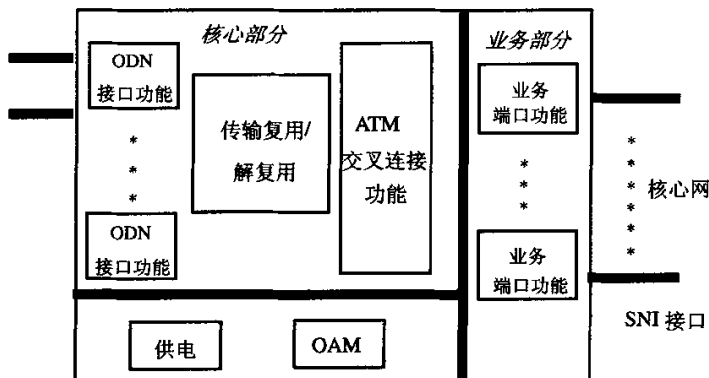 核心部分
业务部分
ODN
接口功能
传输复用/
解复用
ATM
交叉连接
功能
业务
端口功能
*
*
*
*
*
*
*
*
*
*
*
*
核心网
ODN
接口功能
业务
端口功能
SNI 接口
供电
OAM